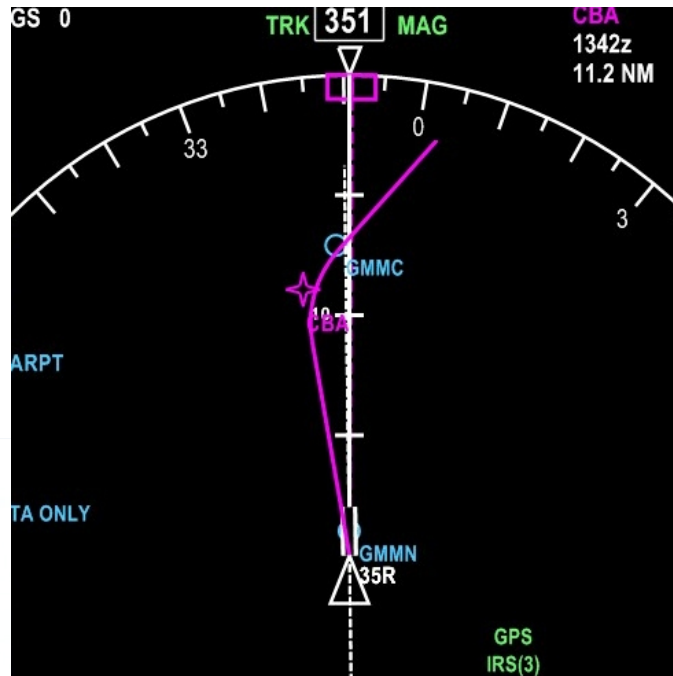 GS 0
TRK 351 MAG
CBA
1342z
11.2 NM
33
0
3
GMMC
10
CBA
ARPT
TA ONLY
GMMN
35R
GPS
IRS(3)